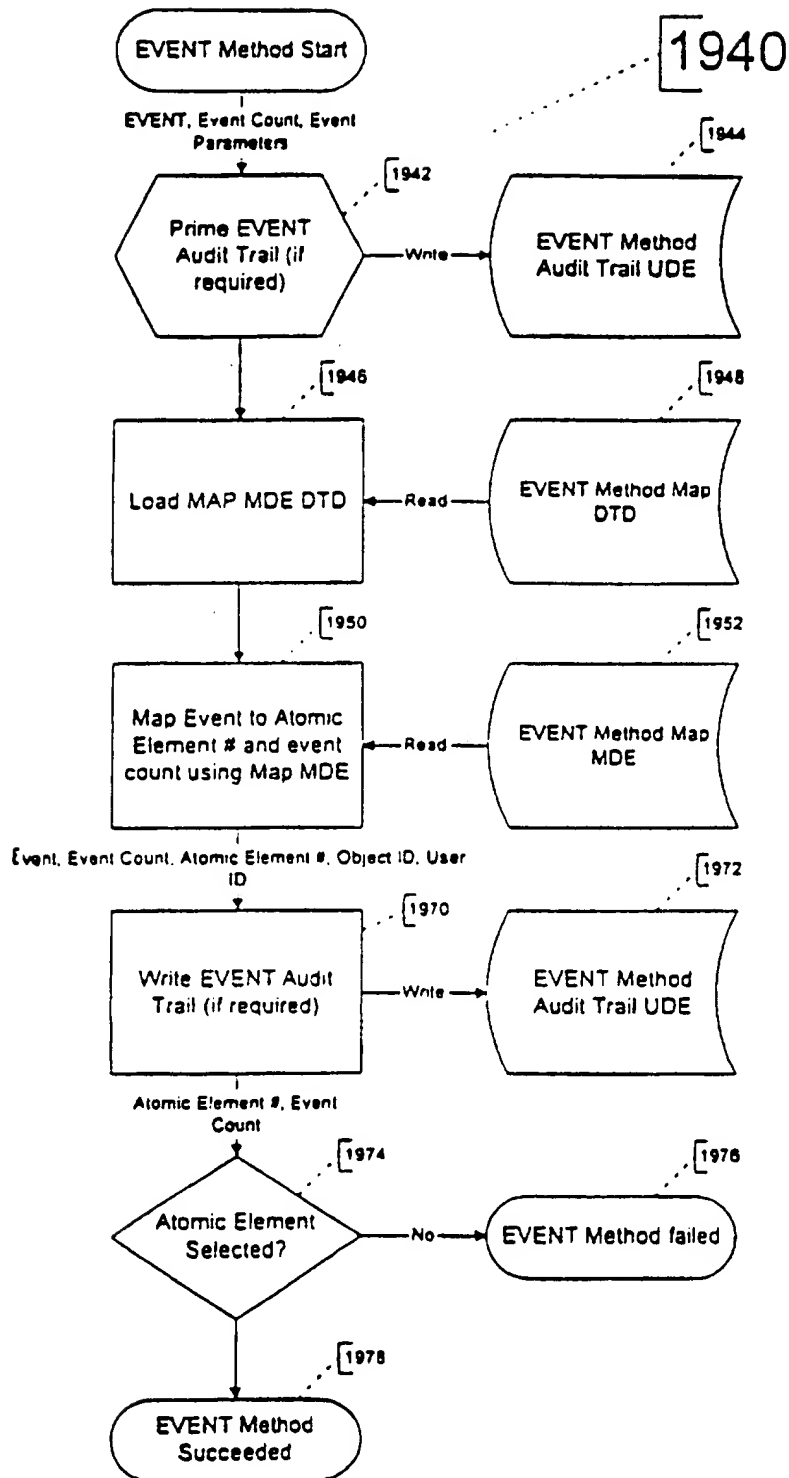 EVENT Method Start
1940
EVENT, Event Count, Event
Parameters
1942
1944
Prime EVENT
Audit Trail (if
required)
Write
EVENT Method
Audit Trail UDE
1946
1948
Load MAP MDE DTD
Read
EVENT Method Map
DTD
1950
1952
Map Event to Atomic
Element # and event
count using Map MDE
Read
EVENT Method Map
MDE
Event, Event Count, Atomic Element #, Object ID, User
ID
1970
1972
Write EVENT Audit
Trail (if required)
Write
EVENT Method
Audit Trail UDE
Atomic Element #, Event
Count
1974
1976
Atomic Element
Selected?
No
EVENT Method failed
1978
EVENT Method
Succeeded